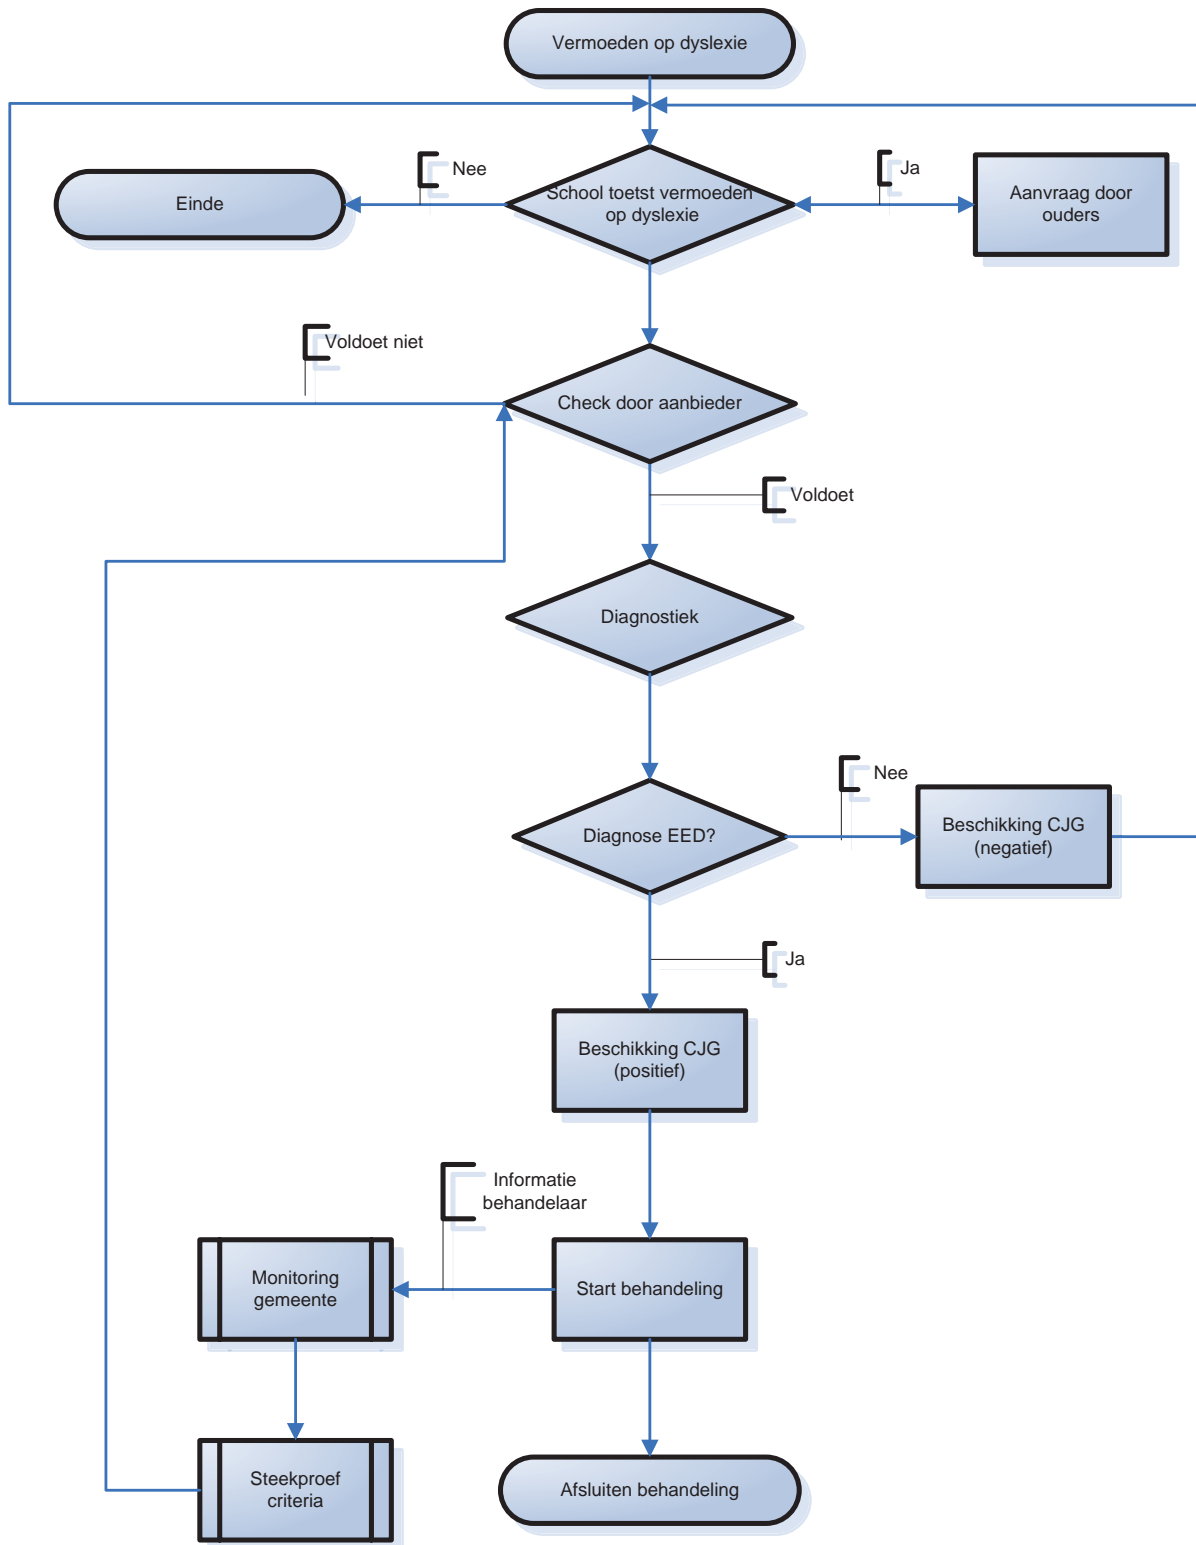 Vermoeden op dyslexie
Nee
Ja
Einde
School toetst vermoeden
op dyslexie
Aanvraag door
ouders
Voldoet niet
Check door aanbieder
Voldoet
Diagnostiek
Nee
Diagnose EED?
Beschikking CJG
(negatief)
Ja
Beschikking CJG
(positief)
Informatie
behandelaar
Monitoring
gemeente
Start behandeling
Steekproef
criteria
Afsluiten behandeling